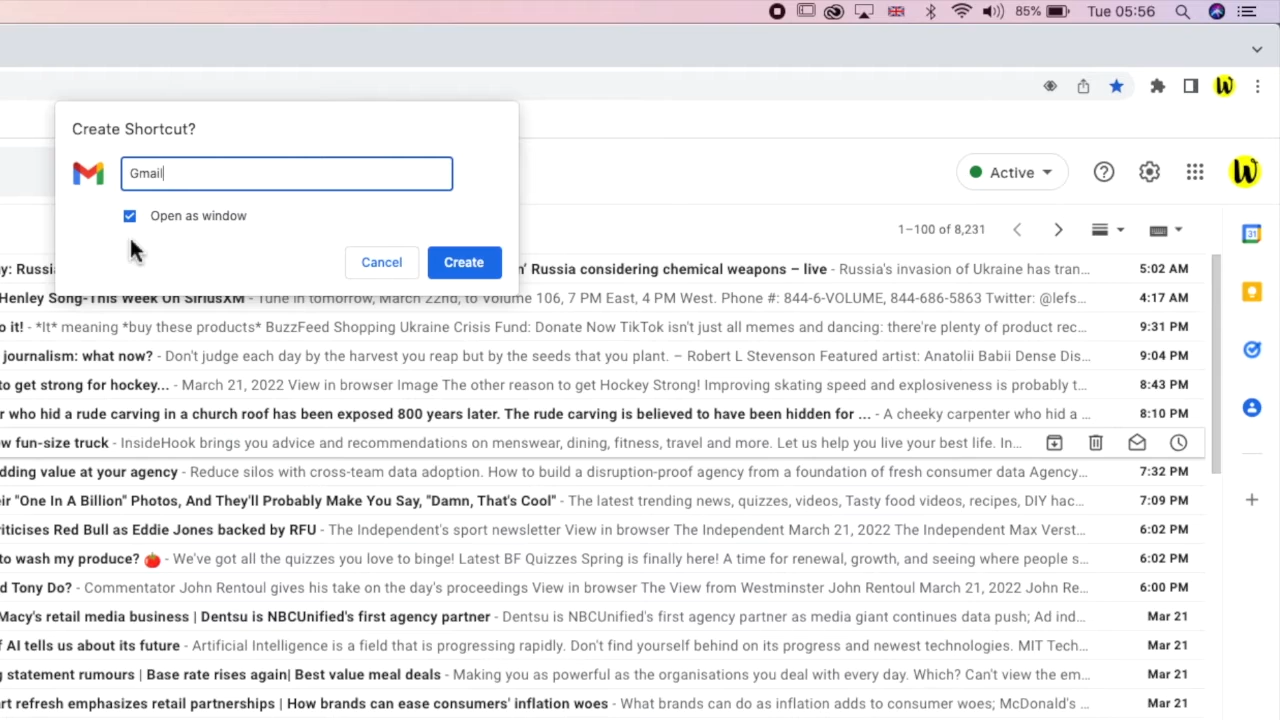 85%
Tue 05:56
Create Shortcut?
Gmail
Open as window
Cancel
Create
Active
1–100 of 8,231
31
y: Russi
n' Russia considering chemical weapons – live - Russia's invasion of Ukraine has tran... 5:02 AM
Henley Song-This Week On SiriusXM - Tune in tomorrow, March 22nd, to Volume 106, 7 PM East, 4 PM West. Phone #: 844-6-VOLUME, 844-686-5863 Twitter: @lefs... 4:17 AM
o it! - *It* meaning *buy these products* BuzzFeed Shopping Ukraine Crisis Fund: Donate Now TikTok isn't just all memes and dancing: there're plenty of product rec... 9:31 PM
journalism: what now? - Don't judge each day by the harvest you reap but by the seeds that you plant. – Robert L Stevenson Featured artist: Anatolii Babii Dense Dis... 9:04 PM
to get strong for hockey... - March 21, 2022 View in browser Image The other reason to get Hockey Strong! Improving skating speed and explosiveness is probably t... 8:43 PM
r who hid a rude carving in a church roof has been exposed 800 years later. The rude carving is believed to have been hidden for ... - A cheeky carpenter who hid a ... 8:10 PM
w fun-size truck - InsideHook brings you advice and recommendations on menswear, dining, fitness, travel and more. Let us help you live your best life. In...
dding value at your agency - Reduce silos with cross-team data adoption. How to build a disruption-proof agency from a foundation of fresh consumer data Agency... 7:32 PM
eir "One In A Billion" Photos, And They'll Probably Make You Say, "Damn, That's Cool" - The latest trending news, quizzes, videos, Tasty food videos, recipes, DIY hac... 7:09 PM
riticises Red Bull as Eddie Jones backed by RFU - The Independent's sport newsletter View in browser The Independent March 21, 2022 The Independent Max Verst... 6:02 PM
to wash my produce? 🍅 - We've got all the quizzes you love to binge! Latest BF Quizzes Spring is finally here! A time for renewal, growth, and seeing where people s... 6:02 PM
d Tony Do? - Commentator John Rentoul gives his take on the day's proceedings View in browser The View from Westminster John Rentoul March 21, 2022 John Re... 6:00 PM
Macy's retail media business | Dentsu is NBCUnified's first agency partner - Dentsu is NBCUnified's first agency partner as media giant continues data push; Ad ind... Mar 21
f AI tells us about its future - Artificial Intelligence is a field that is progressing rapidly. Don't find yourself behind on its progress and newest technologies. MIT Tech... Mar 21
g statement rumours | Base rate rises again| Best value meal deals - Making you as powerful as the organisations you deal with every day. Which? Can't view the em... Mar 21
rt refresh emphasizes retail partnerships | How brands can ease consumers' inflation woes - What brands can do as inflation adds to consumer woes; McDonald's ... Mar 21